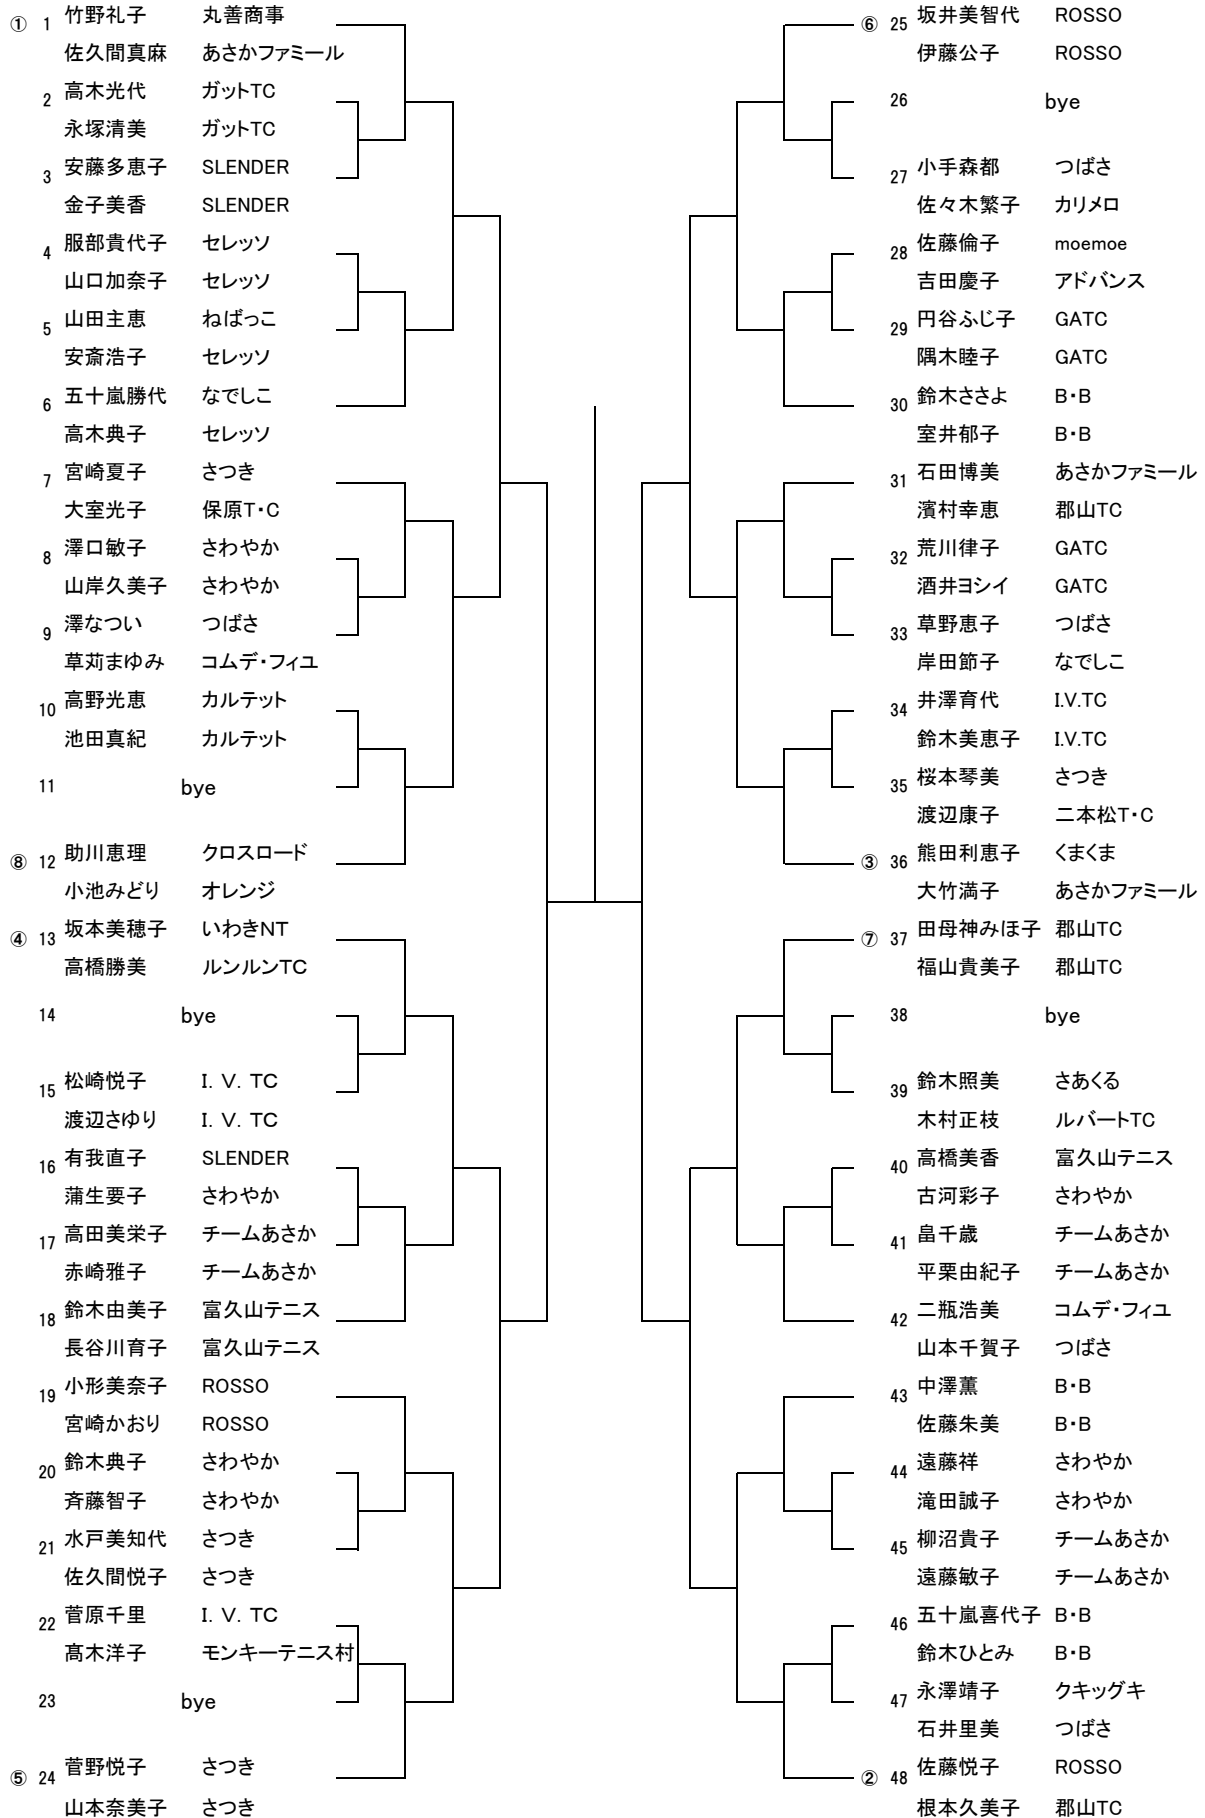 ① 1 竹野礼子 丸善商事
佐久間真麻 あさかファミール
2 高木光代 ガットTC
永塚清美 ガットTC
3 安藤多恵子 SLENDER
金子美香 SLENDER
4 服部貴代子 セレッソ
山口加奈子 セレッソ
5 山田主恵 ねばっこ
安斎浩子 セレッソ
6 五十嵐勝代 なでしこ
高木典子 セレッソ
7 宮崎夏子 さつき
大室光子 保原T・C
8 澤口敏子 さわやか
山岸久美子 さわやか
9 澤なつい つばさ
草苅まゆみ コムデ・フィユ
10 高野光恵 カルテット
池田真紀 カルテット
11 bye
⑧ 12 助川恵理 クロスロード
小池みどり オレンジ
④ 13 坂本美穂子 いわきNT
高橋勝美 ルンルンTC
14 bye
15 松崎悦子 I. V. TC
渡辺さゆり I. V. TC
16 有我直子 SLENDER
蒲生要子 さわやか
17 高田美栄子 チームあさか
赤崎雅子 チームあさか
18 鈴木由美子 富久山テニス
長谷川育子 富久山テニス
19 小形美奈子 ROSSO
宮崎かおり ROSSO
20 鈴木典子 さわやか
斉藤智子 さわやか
21 水戸美知代 さつき
佐久間悦子 さつき
22 菅原千里 I. V. TC
髙木洋子 モンキーテニス村
23 bye
⑤ 24 菅野悦子 さつき
山本奈美子 さつき
⑥ 25 坂井美智代 ROSSO
伊藤公子 ROSSO
26 bye
27 小手森都 つばさ
佐々木繁子 カリメロ
28 佐藤倫子 moemoe
吉田慶子 アドバンス
29 円谷ふじ子 GATC
隅木睦子 GATC
30 鈴木ささよ B・B
室井郁子 B・B
31 石田博美 あさかファミール
濱村幸恵 郡山TC
32 荒川律子 GATC
酒井ヨシイ GATC
33 草野恵子 つばさ
岸田節子 なでしこ
34 井澤育代 I.V.TC
鈴木美恵子 I.V.TC
35 桜本琴美 さつき
渡辺康子 二本松T・C
③ 36 熊田利恵子 くまくま
大竹満子 あさかファミール
⑦ 37 田母神みほ子 郡山TC
福山貴美子 郡山TC
38 bye
39 鈴木照美 さあくる
木村正枝 ルバートTC
40 高橋美香 富久山テニス
古河彩子 さわやか
41 畠千歳 チームあさか
平栗由紀子 チームあさか
42 二瓶浩美 コムデ・フィユ
山本千賀子 つばさ
43 中澤薫 B・B
佐藤朱美 B・B
44 遠藤祥 さわやか
滝田誠子 さわやか
45 柳沼貴子 チームあさか
遠藤敏子 チームあさか
46 五十嵐喜代子 B・B
鈴木ひとみ B・B
47 永澤靖子 クキッグキ
石井里美 つばさ
② 48 佐藤悦子 ROSSO
根本久美子 郡山TC